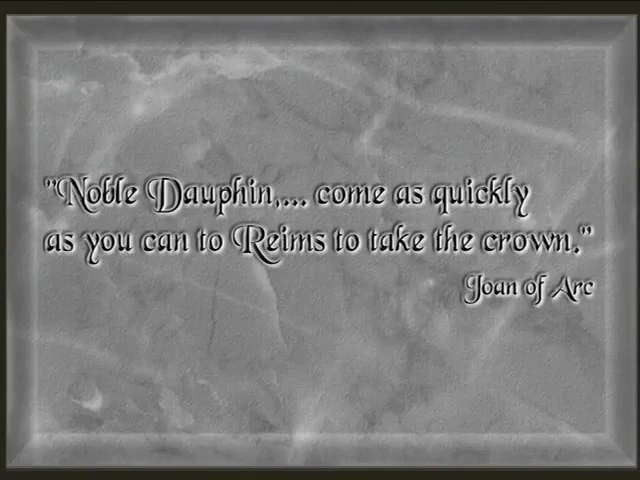 "Noble Dauphin,... come as quickly
as you can to Reims to take the crown."
Joan of Arc